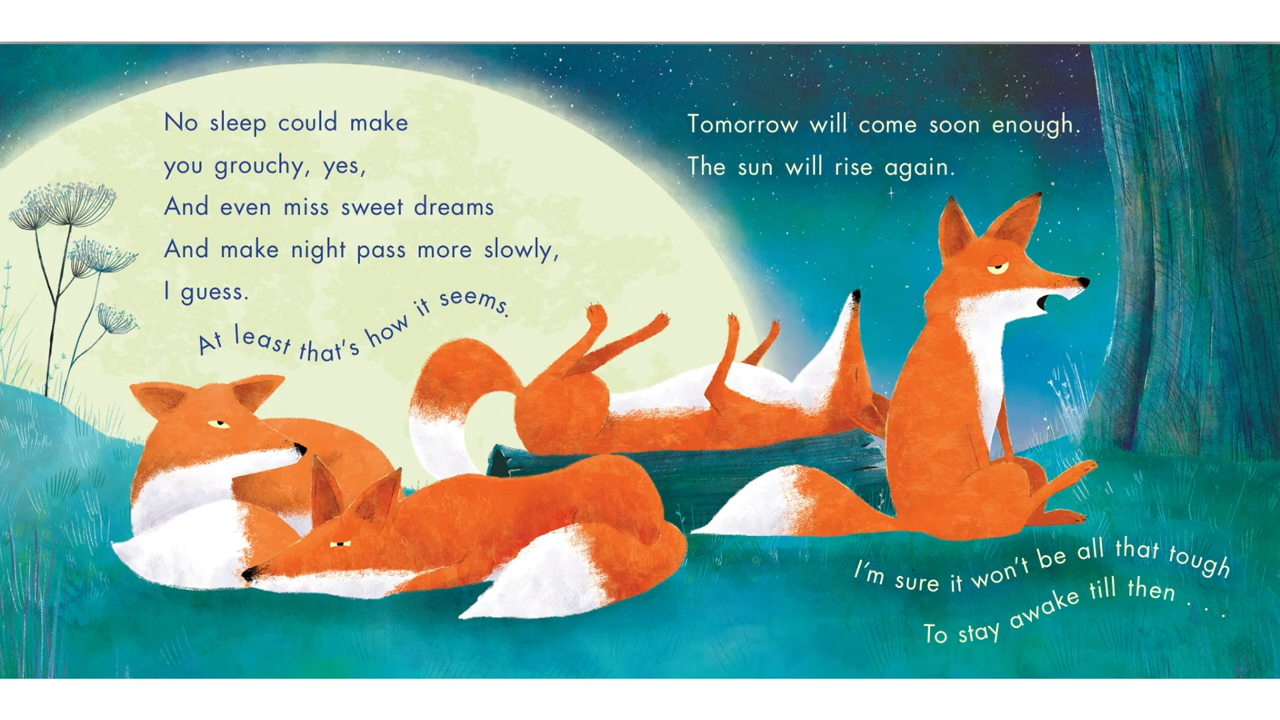 No sleep could make
you grouchy, yes,
And even miss sweet dreams
And make night pass more slowly,
I guess.
At least that's how it seems.
Tomorrow will come soon enough.
The sun will rise again.
I'm sure it won't be all that tough
To stay awake till then . . .